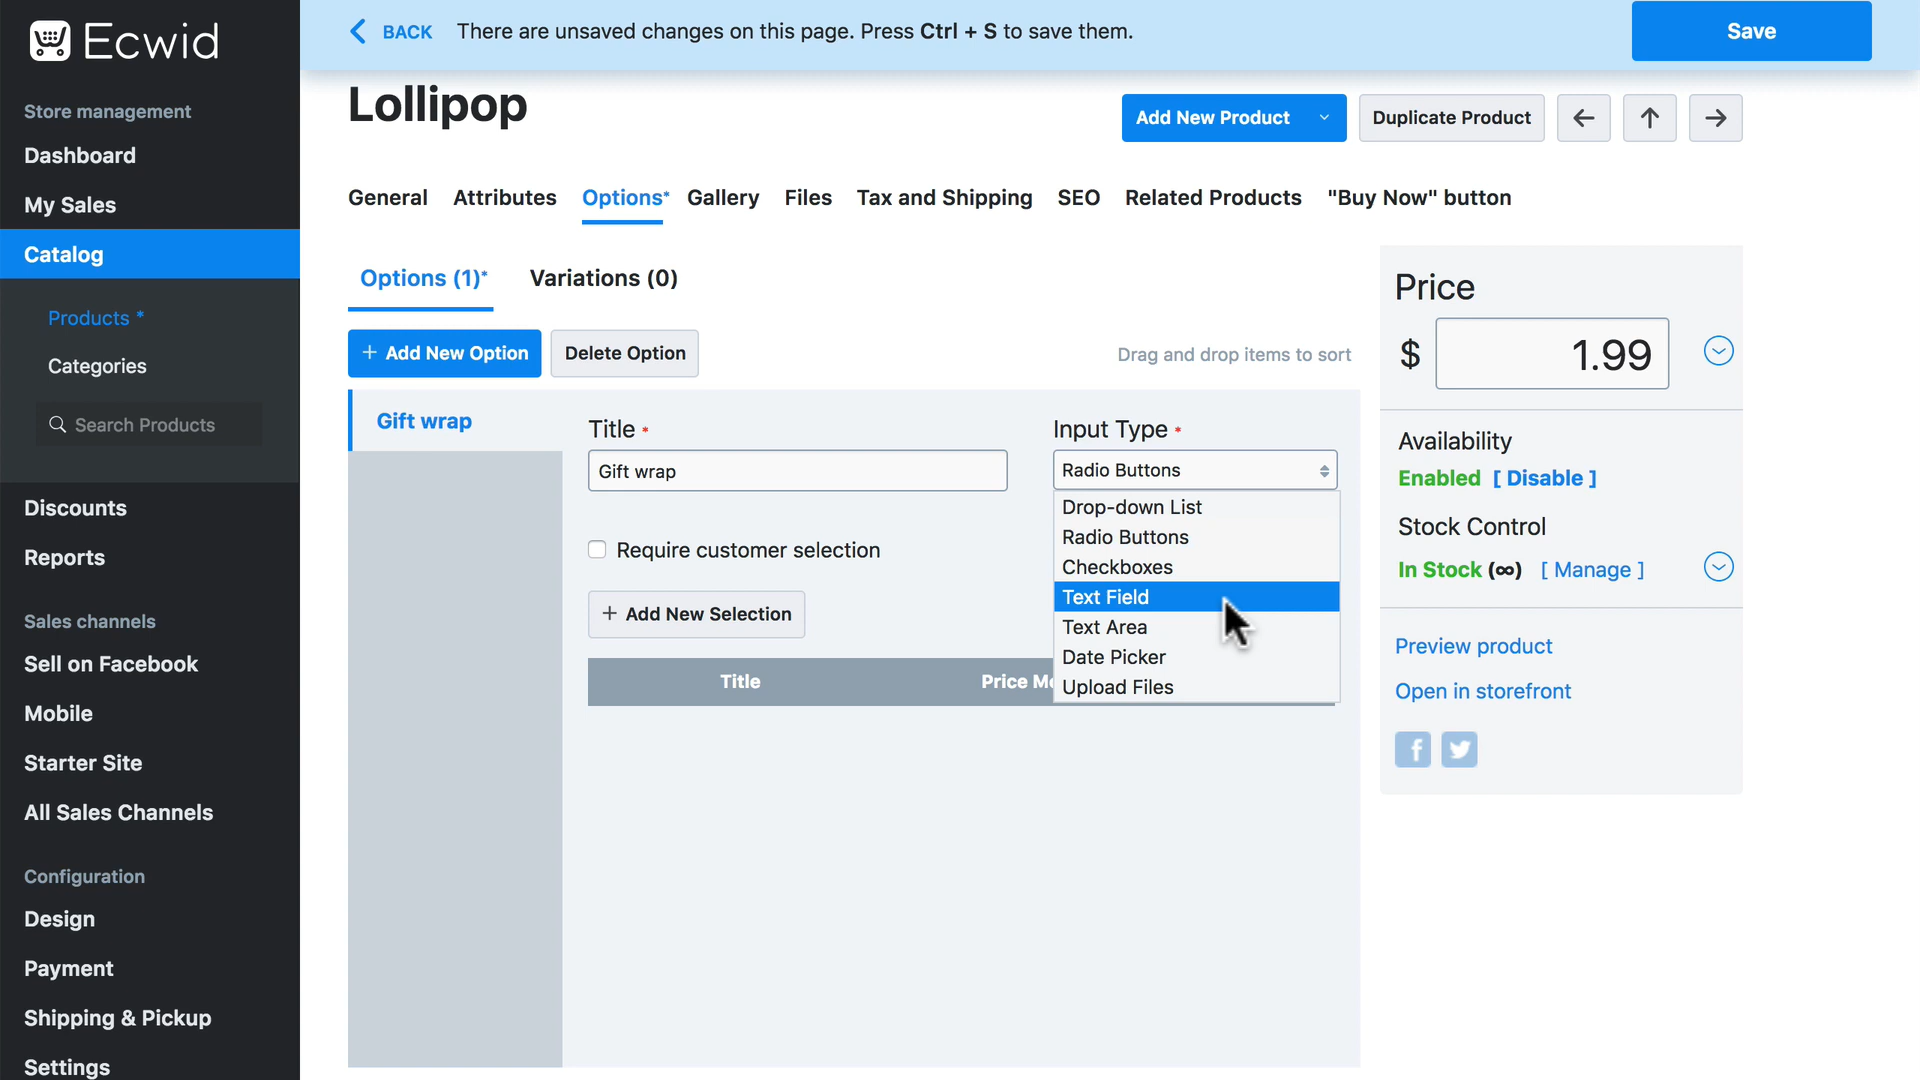 Ecwid
Store management
Dashboard
My Sales
Catalog
Products *
Categories
Search Products
Discounts
Reports
Sales channels
Sell on Facebook
Mobile
Starter Site
All Sales Channels
Configuration
Design
Payment
Shipping & Pickup
Settings
BACK There are unsaved changes on this page. Press Ctrl + S to save them.
Save
Lollipop
Add New Product
Duplicate Product
General Attributes Options* Gallery Files Tax and Shipping SEO Related Products "Buy Now" button
Options (1)* Variations (0)
+ Add New Option
Delete Option
Drag and drop items to sort
Gift wrap
Title *
Gift wrap
Input Type *
Radio Buttons
Drop-down List
Radio Buttons
Checkboxes
Text Field
Text Area
Date Picker
Upload Files
Require customer selection
+ Add New Selection
Title Price
Price
$ 1.99
Availability
Enabled [ Disable ]
Stock Control
In Stock (∞) [ Manage ]
Preview product
Open in storefront